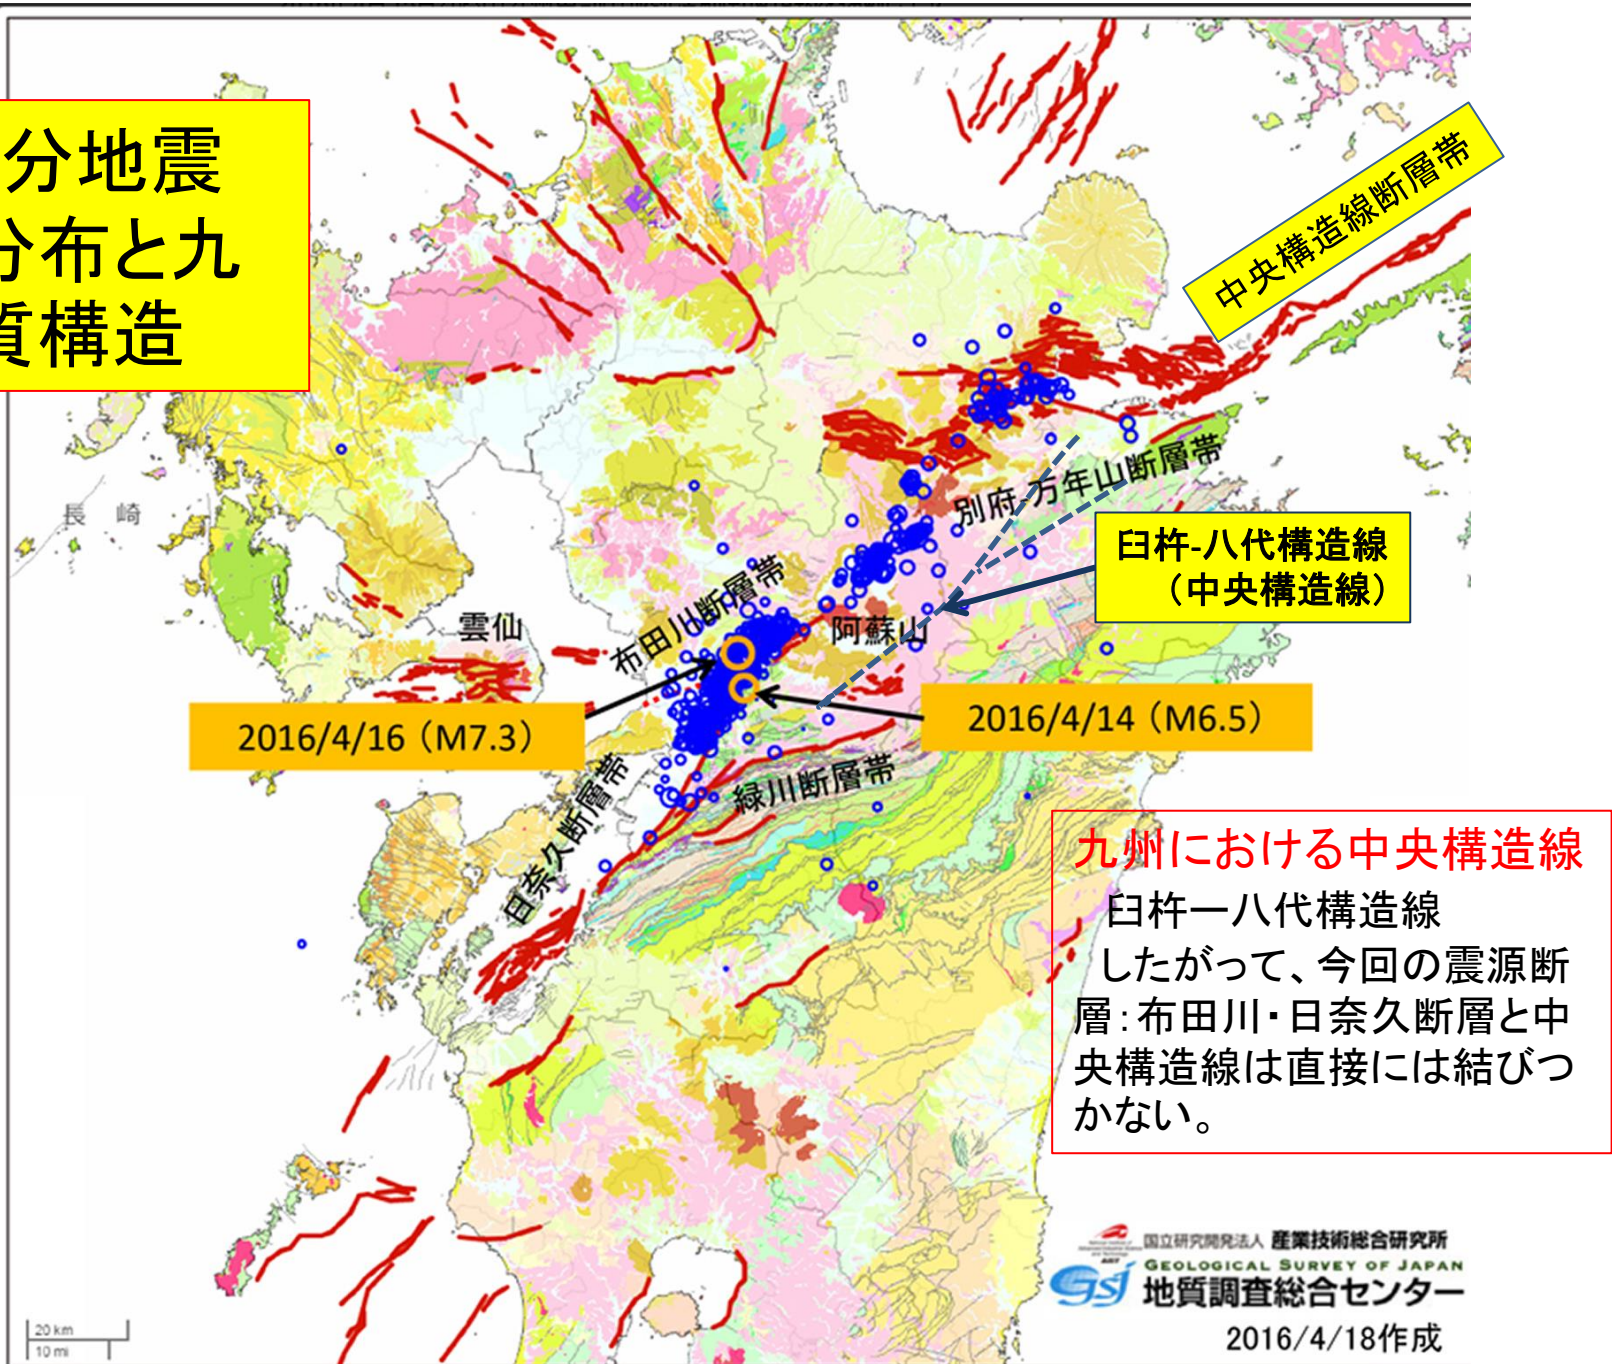 分地震
分布と九
質構造
中央構造線断層帯
別府-万年山断層帯
臼杵-八代構造線
（中央構造線）
長崎
雲仙
布田川断層帯
阿蘇山
2016/4/16（M7.3）
2016/4/14（M6.5）
緑川断層帯
日奈久断層帯
九州における中央構造線
臼杵ー八代構造線
したがって、今回の震源断
層：布田川・日奈久断層と中
央構造線は直接には結びつ
かない。
国立研究開発法人 産業技術総合研究所
GEOLOGICAL SURVEY OF JAPAN
GSJ 地質調査総合センター
2016/4/18作成
20 km
10 mi